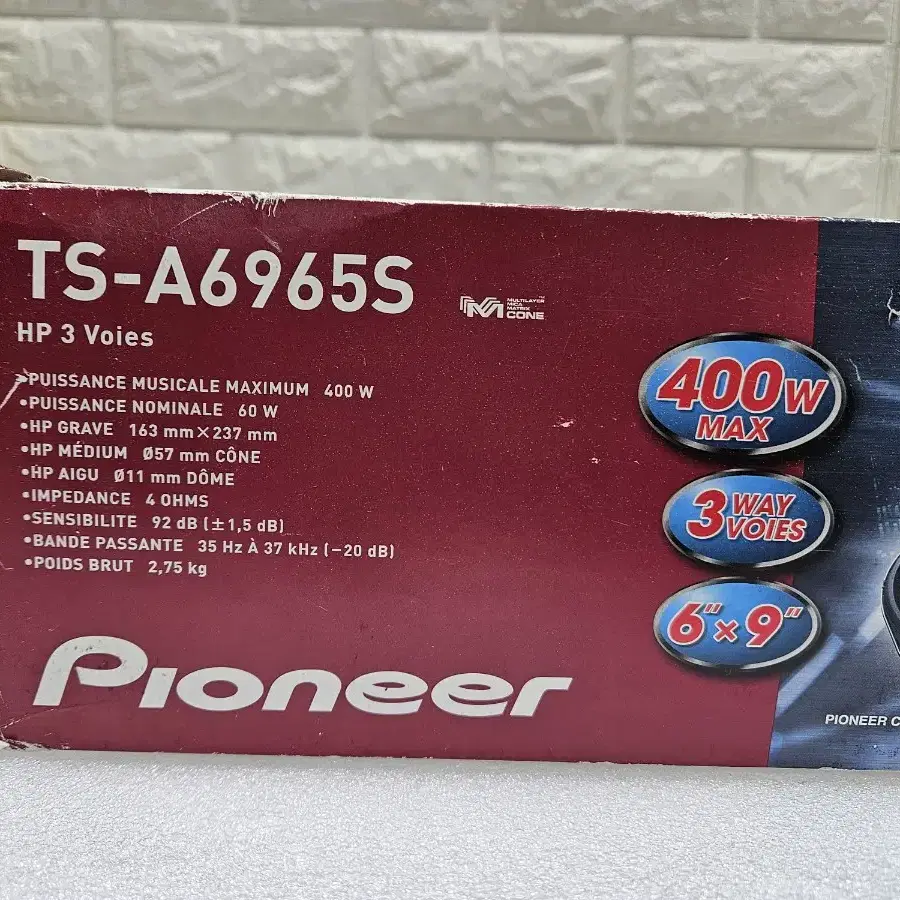 TS-A6965S
MULTILAYER
MICA
MATRIX
CONE
HP 3 Voies
•PUISSANCE MUSICALE MAXIMUM 400 W
•PUISSANCE NOMINALE 60 W
•HP GRAVE 163 mm×237 mm
•HP MÉDIUM Ø57 mm CÔNE
•HP AIGU Ø11 mm DÔME
•IMPEDANCE 4 OHMS
•SENSIBILITE 92 dB (±1,5 dB)
•BANDE PASSANTE 35 Hz À 37 kHz (−20 dB)
•POIDS BRUT 2,75 kg
400W
MAX
3 WAY
VOIES
6"×9"
Pioneer
PIONEER C